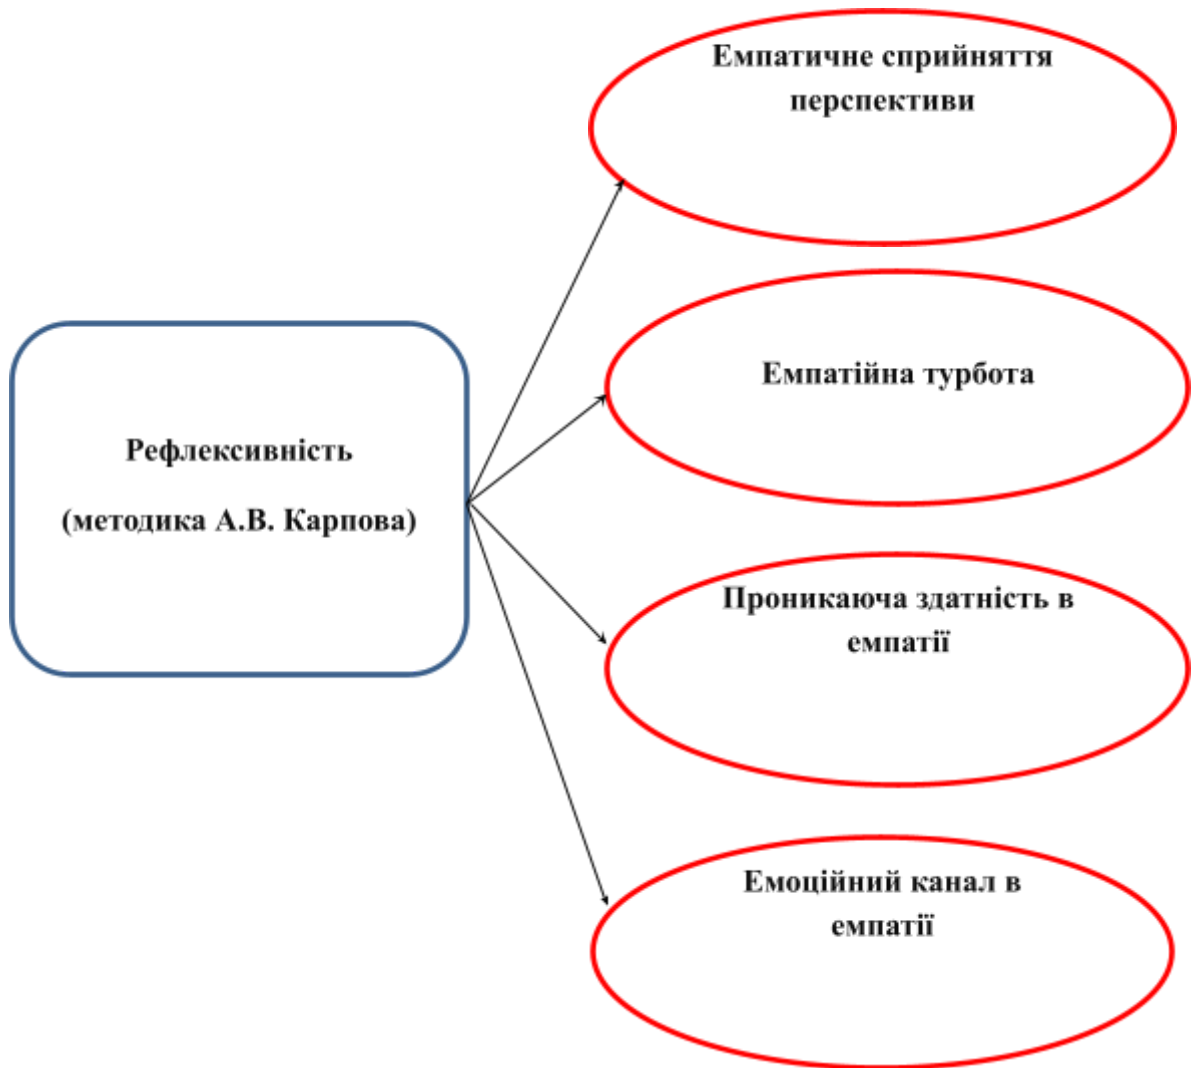 Емпатичне сприйняття
перспективи
Емпатійна турбота
Рефлексивність
(методика А.В. Карпова)
Проникаюча здатність в
емпатії
Емоційний канал в
емпатії